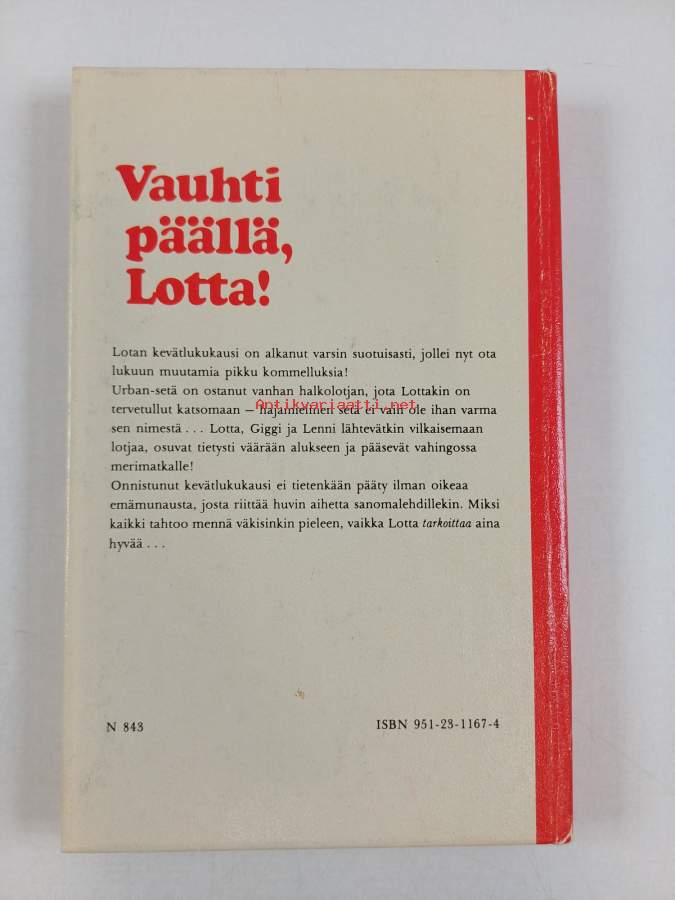 Vauhti
päällä,
Lotta!
Lotan kevätlukukausi on alkanut varsin suotuisasti, jollei nyt ota
lukuun muutamia pikku kommelluksia!
Urban-setä on ostanut vanhan halkolotjan, jota Lottakin on
Antikvariaatti.net
tervetullut katsomaan — hajamielinen setä ei vain ole ihan varma
sen nimestä . . . Lotta, Giggi ja Lenni lähtevätkin vilkaisemaan
lotjaa, osuvat tietysti väärään alukseen ja pääsevät vahingossa
merimatkalle!
Onnistunut kevätlukukausi ei tietenkään pääty ilman oikeaa
emämunausta, josta riittää huvin aihetta sanomalehdillekin. Miksi
kaikki tahtoo mennä väkisinkin pieleen, vaikka Lotta tarkoittaa aina
hyvää . . .
N 843
ISBN 951-23-1167-4